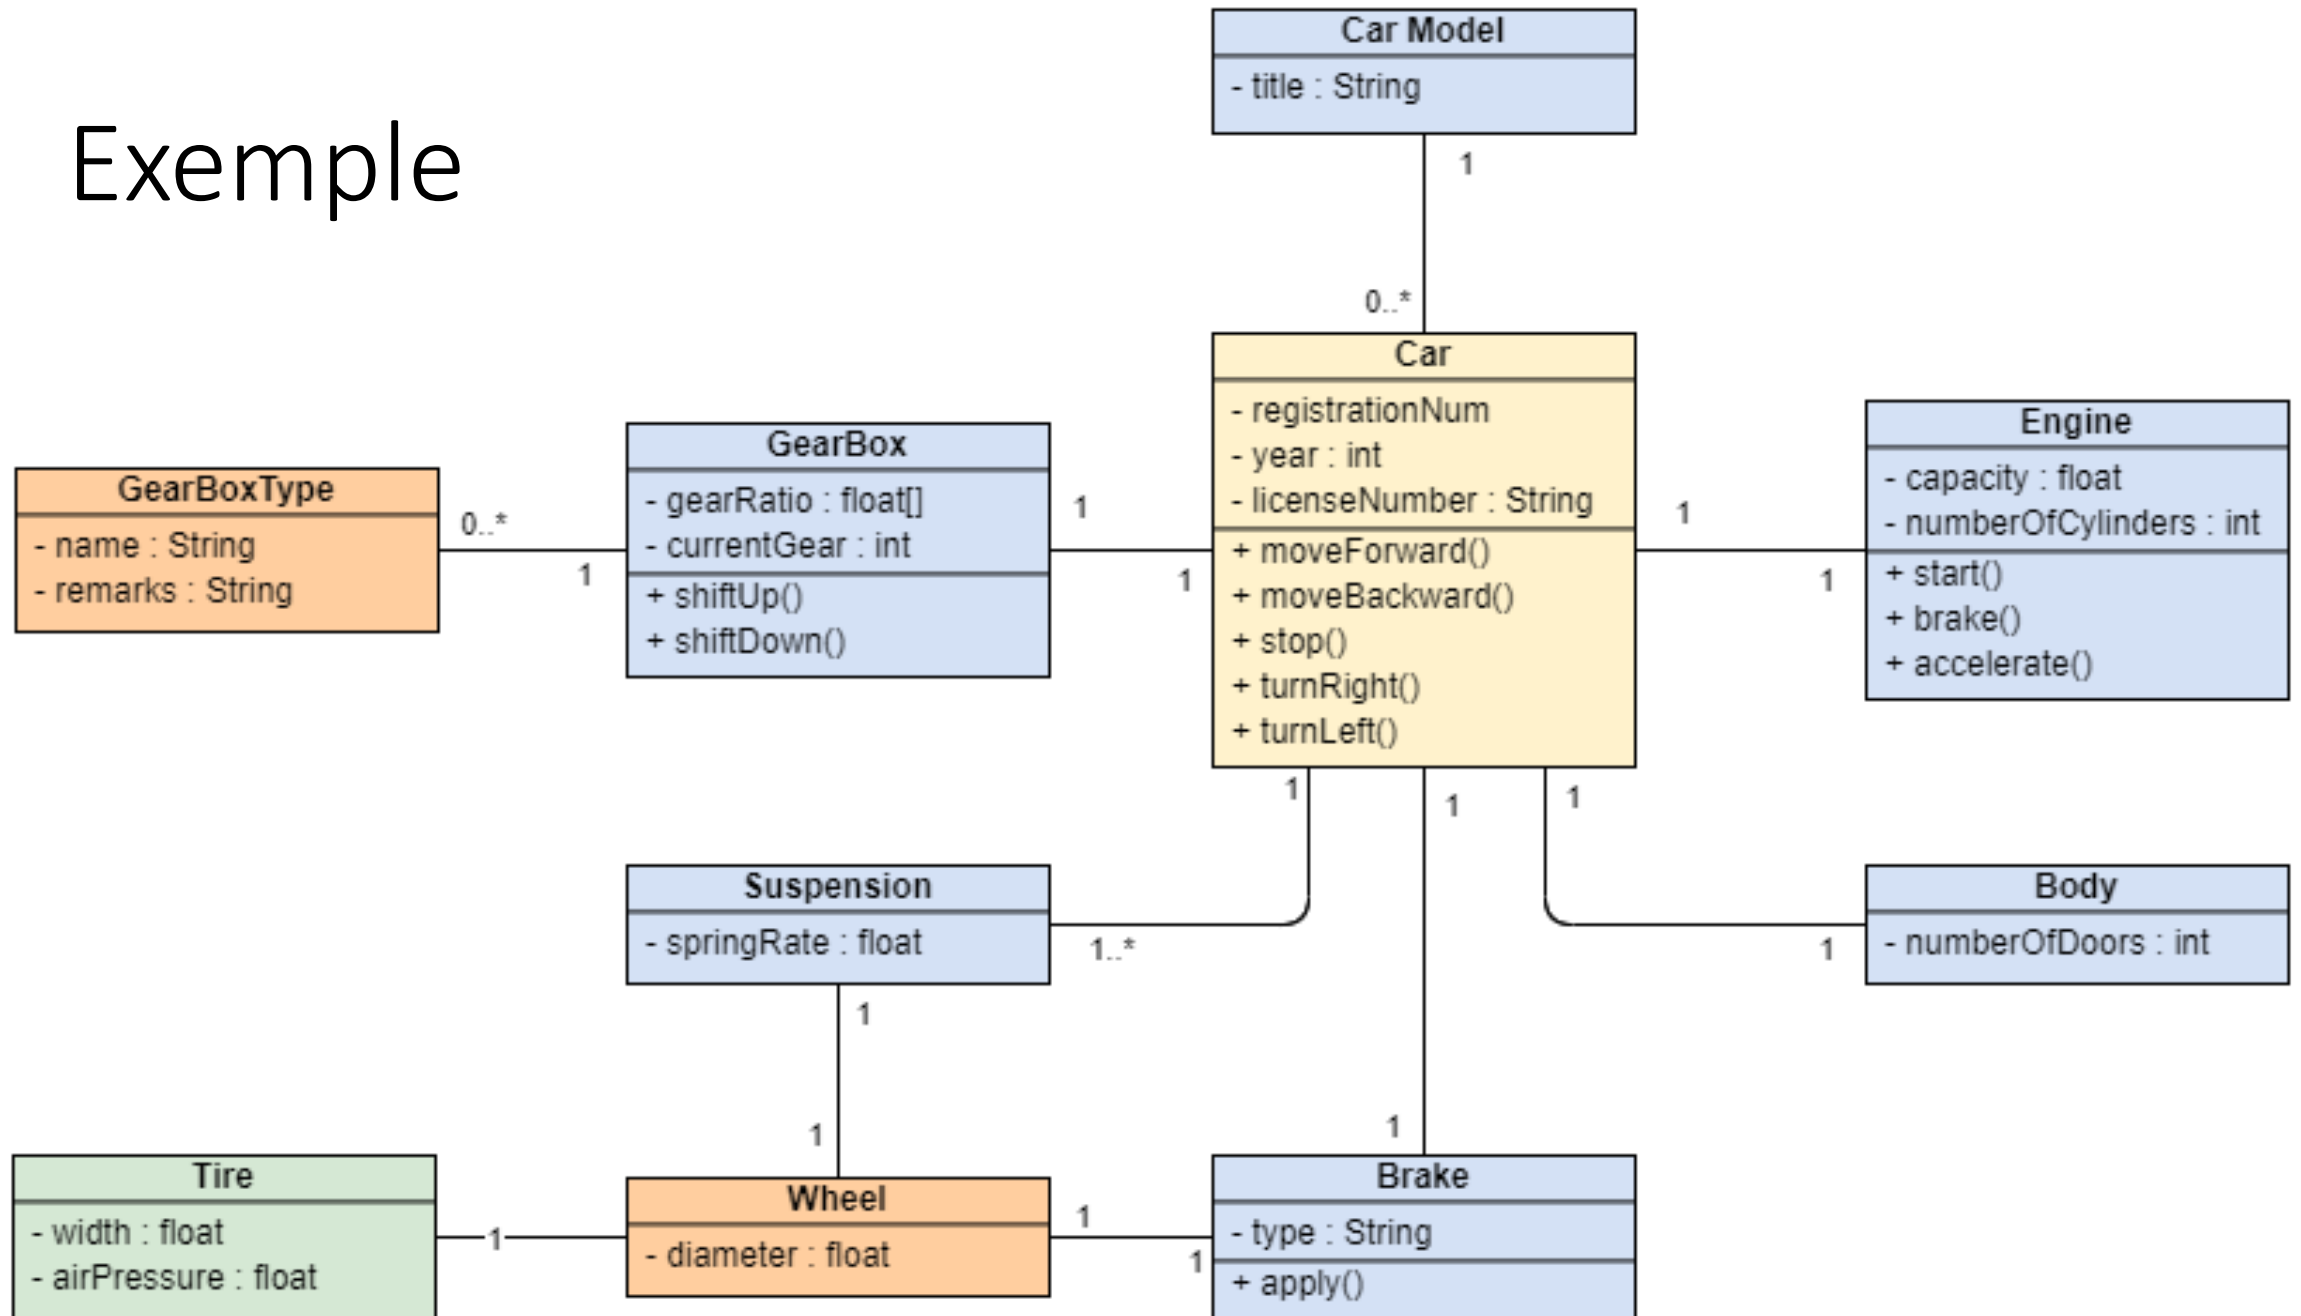 Exemple
Car Model
- title : String
1
0..*
Car
- registrationNum
- year : int
- licenseNumber : String
+ moveForward()
+ moveBackward()
+ stop()
+ turnRight()
+ turnLeft()
GearBoxType
- name : String
- remarks : String
0..*
1
GearBox
- gearRatio : float[]
- currentGear : int
+ shiftUp()
+ shiftDown()
1
1
1
1
Engine
- capacity : float
- numberOfCylinders : int
+ start()
+ brake()
+ accelerate()
1
1
1
Suspension
- springRate : float
1..*
1
Body
- numberOfDoors : int
1
1
1
Tire
- width : float
- airPressure : float
1
Wheel
- diameter : float
1
1
Brake
- type : String
+ apply()